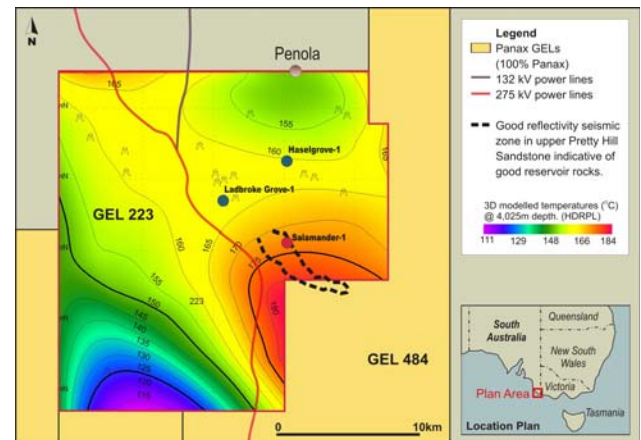 N
Penola
165
155
160
Haselgrove-1
Ladbroke Grove-1
GEL 223
160
165
170
175
Salamander-1
155
223
150
145
140
135
130
125
120
115
180
GEL 484
0 10km
Legend
Panax GELs
(100% Panax)
132 kV power lines
275 kV power lines
Good reflectivity seismic
zone in upper Pretty Hill
Sandstone indicative of
good reservoir rocks.
3D modelled temperatures (°C)
@ 4,025m depth. (HDRPL)
111 129 148 166 184
South
Australia
Queensland
New South
Wales
Victoria
Plan Area
Tasmania
Location Plan